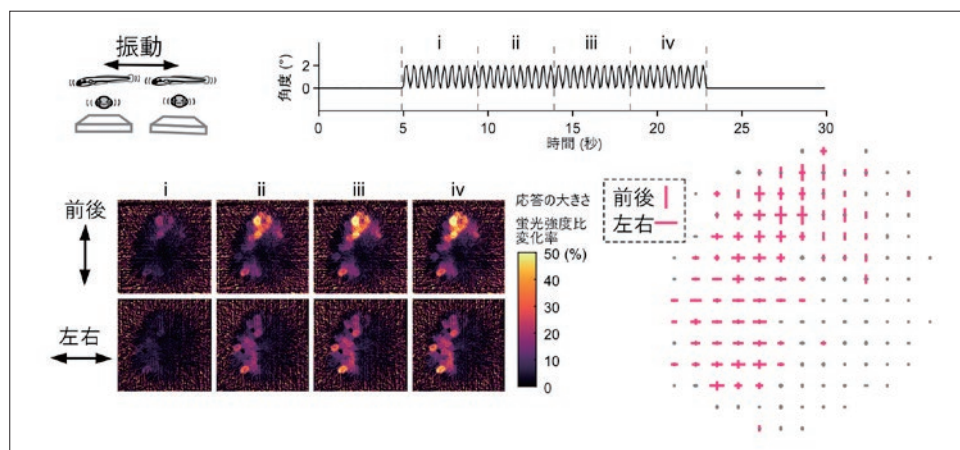 振動
i ii iii iv
角度 (°)
2
0
0 5 10 15 20 25 30
時間 (秒)
i ii iii iv
前後
左右
応答の大きさ
蛍光強度比
変化率
50 (%)
40
30
20
10
0
前後
左右